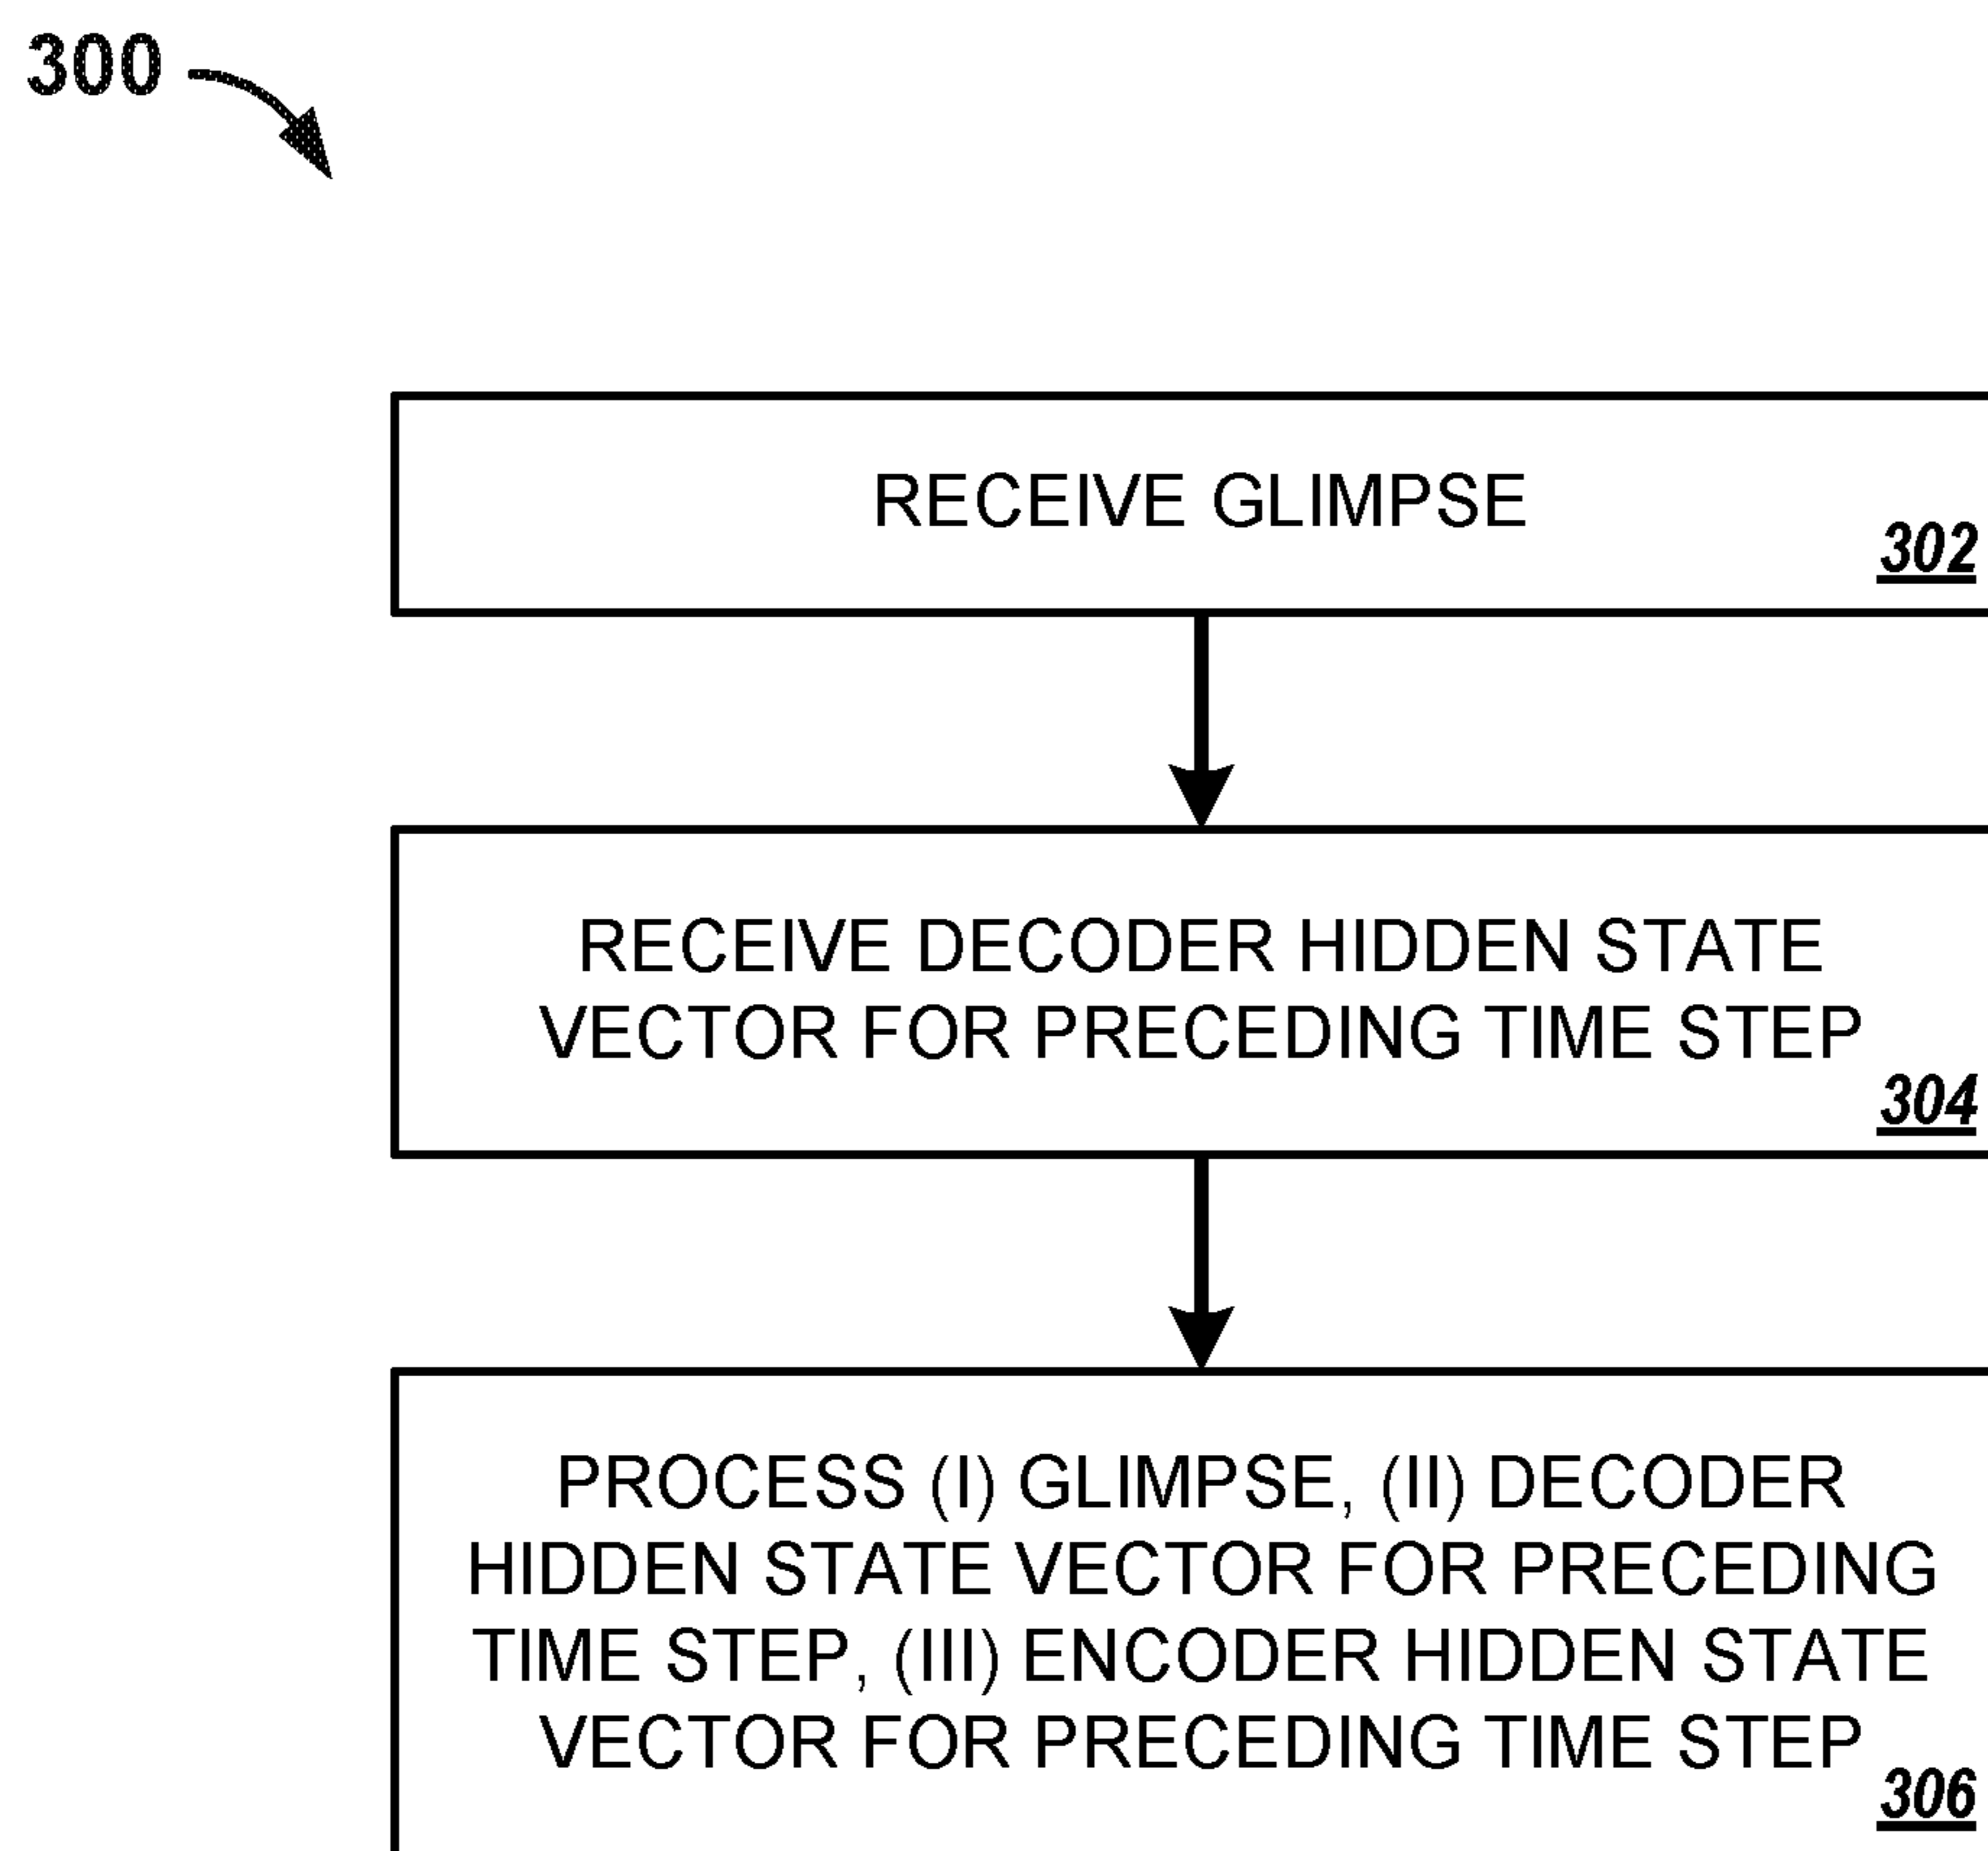 300
RECEIVE GLIMPSE
302
RECEIVE DECODER HIDDEN STATE
VECTOR FOR PRECEDING TIME STEP
304
PROCESS (I) GLIMPSE, (II) DECODER
HIDDEN STATE VECTOR FOR PRECEDING
TIME STEP, (III) ENCODER HIDDEN STATE
VECTOR FOR PRECEDING TIME STEP
306